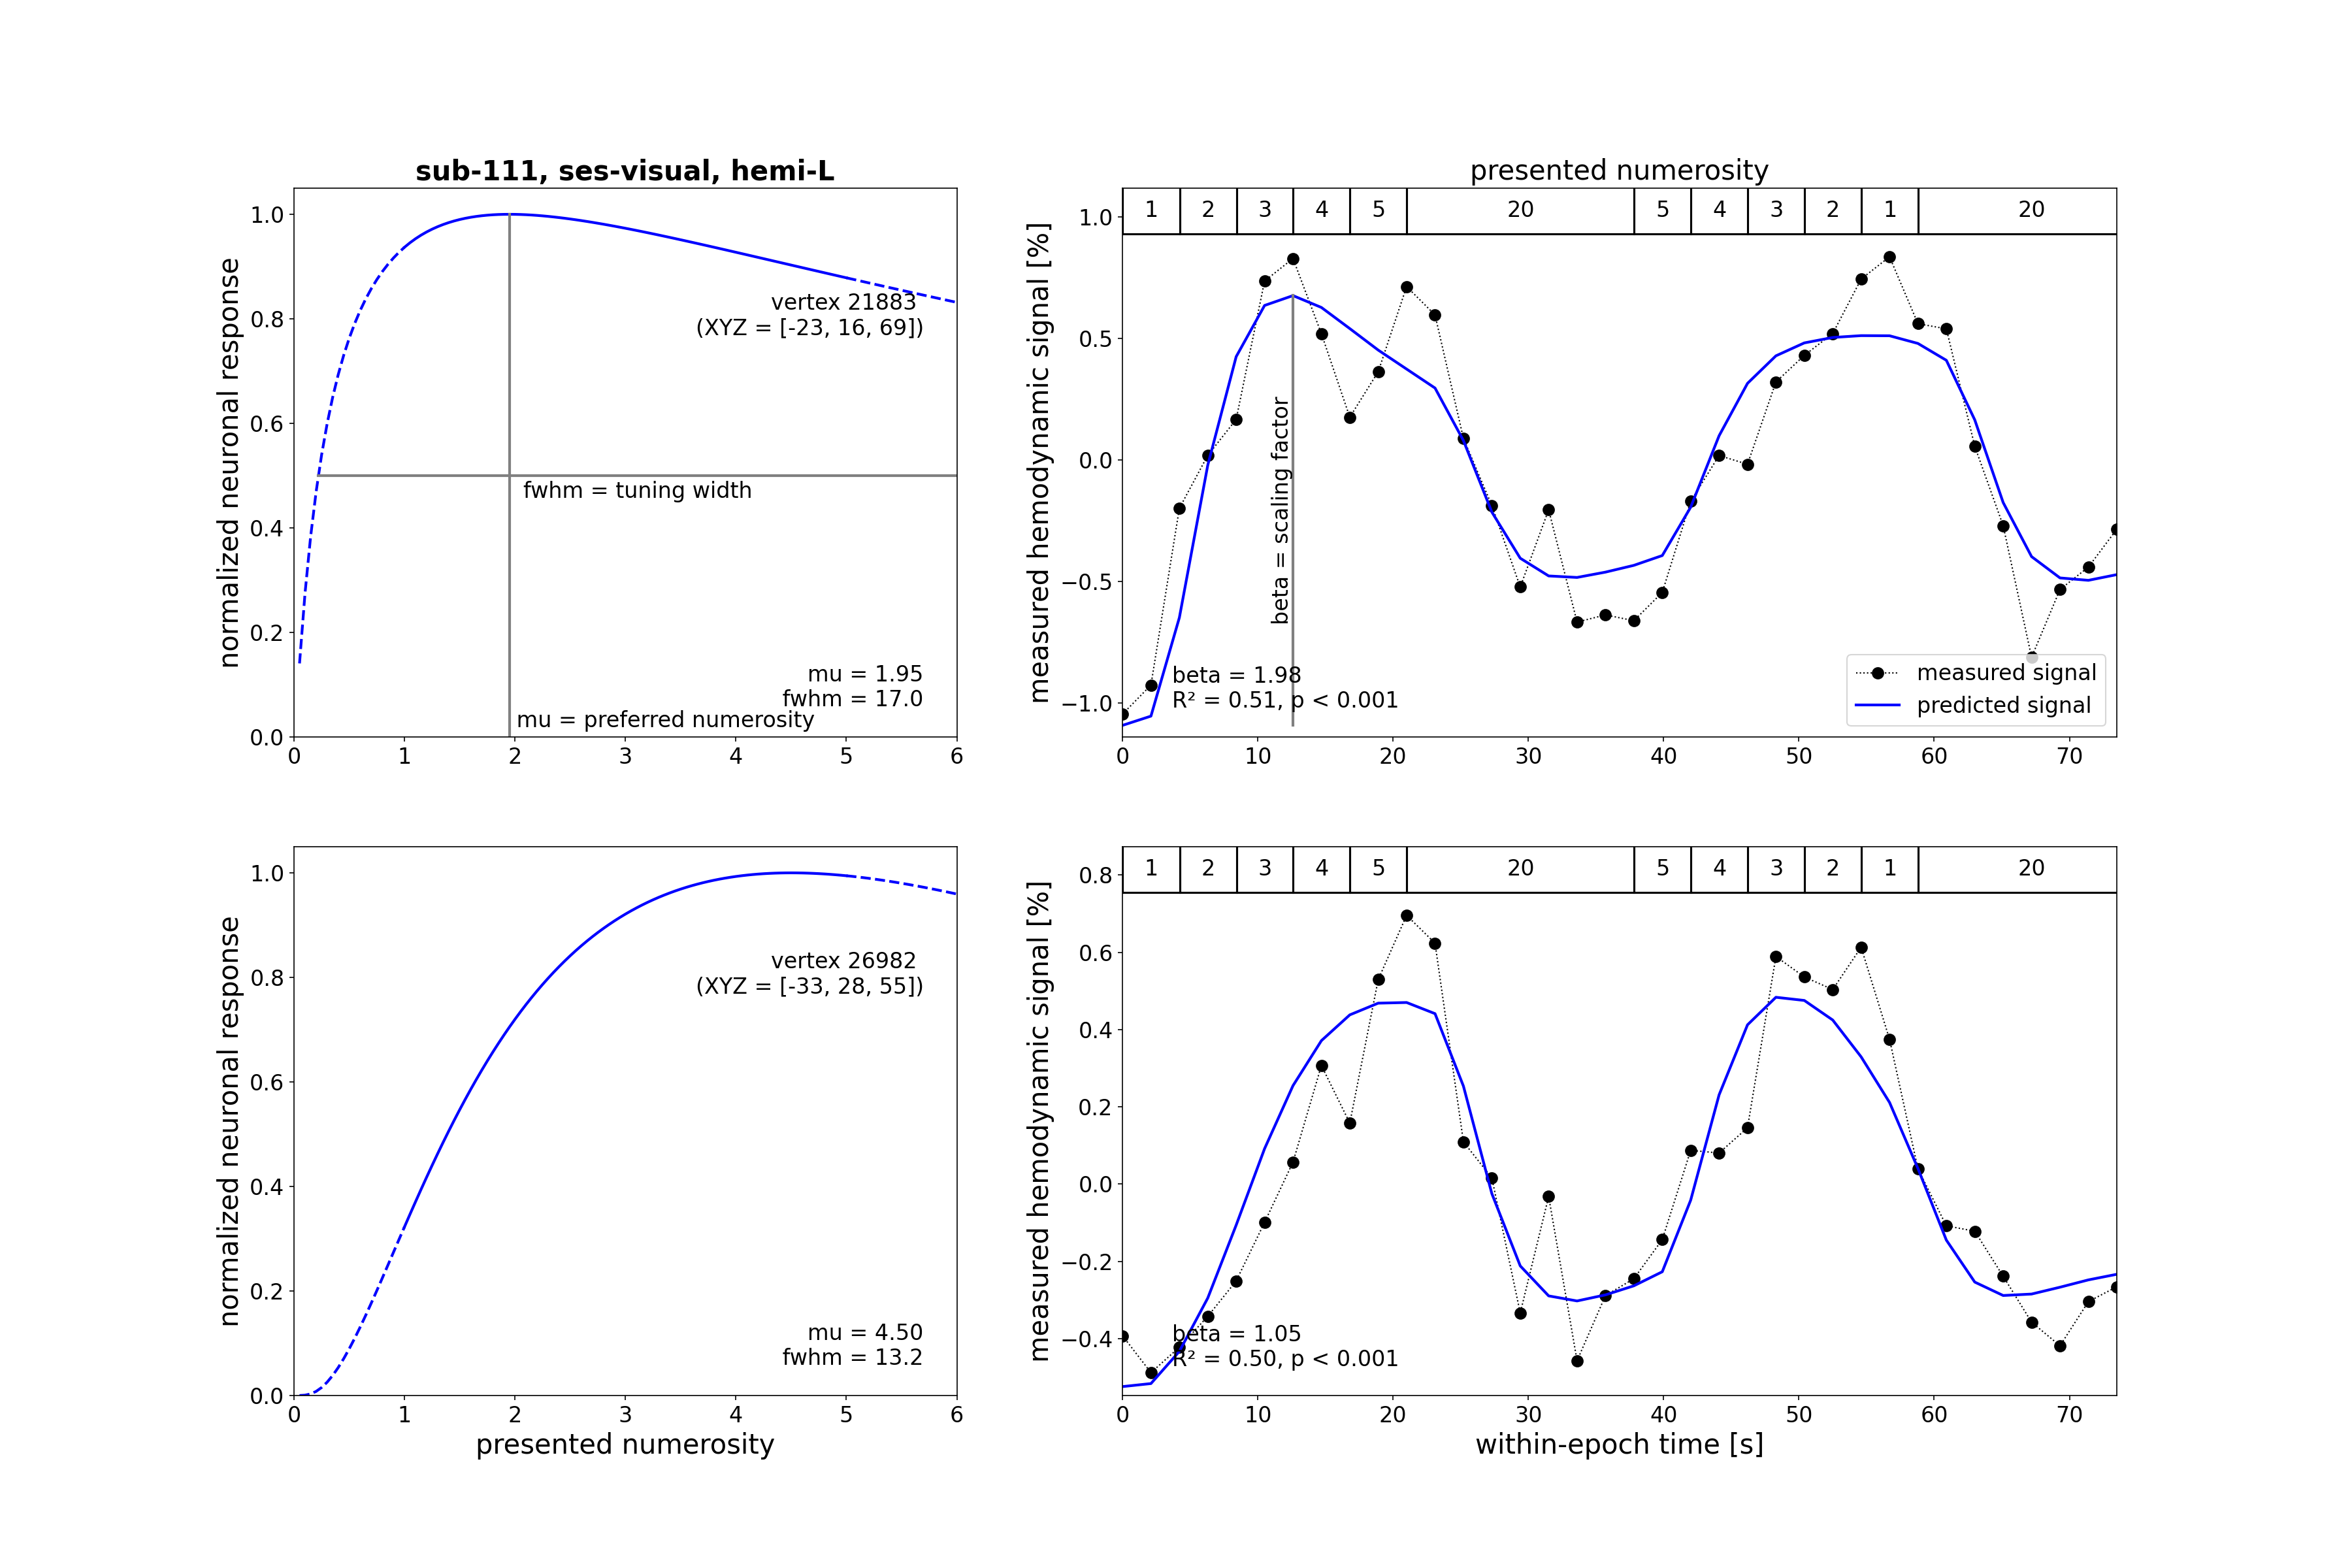 sub-111, ses-visual, hemi-L
normalized neuronal response
1.0
0.8
0.6
0.4
0.2
0.0
vertex 21883
(XYZ = [-23, 16, 69])
fwhm = tuning width
mu = 1.95
fwhm = 17.0
mu = preferred numerosity
0 1 2 3 4 5 6
presented numerosity
1 2 3 4 5 20 5 4 3 2 1 20
measured hemodynamic signal [%]
1.0
0.5
0.0
−0.5
−1.0
beta = scaling factor
beta = 1.98
R² = 0.51, p < 0.001
measured signal
predicted signal
0 10 20 30 40 50 60 70
normalized neuronal response
1.0
0.8
0.6
0.4
0.2
0.0
vertex 26982
(XYZ = [-33, 28, 55])
mu = 4.50
fwhm = 13.2
0 1 2 3 4 5 6
presented numerosity
1 2 3 4 5 20 5 4 3 2 1 20
measured hemodynamic signal [%]
0.8
0.6
0.4
0.2
0.0
−0.2
−0.4
beta = 1.05
R² = 0.50, p < 0.001
0 10 20 30 40 50 60 70
within-epoch time [s]